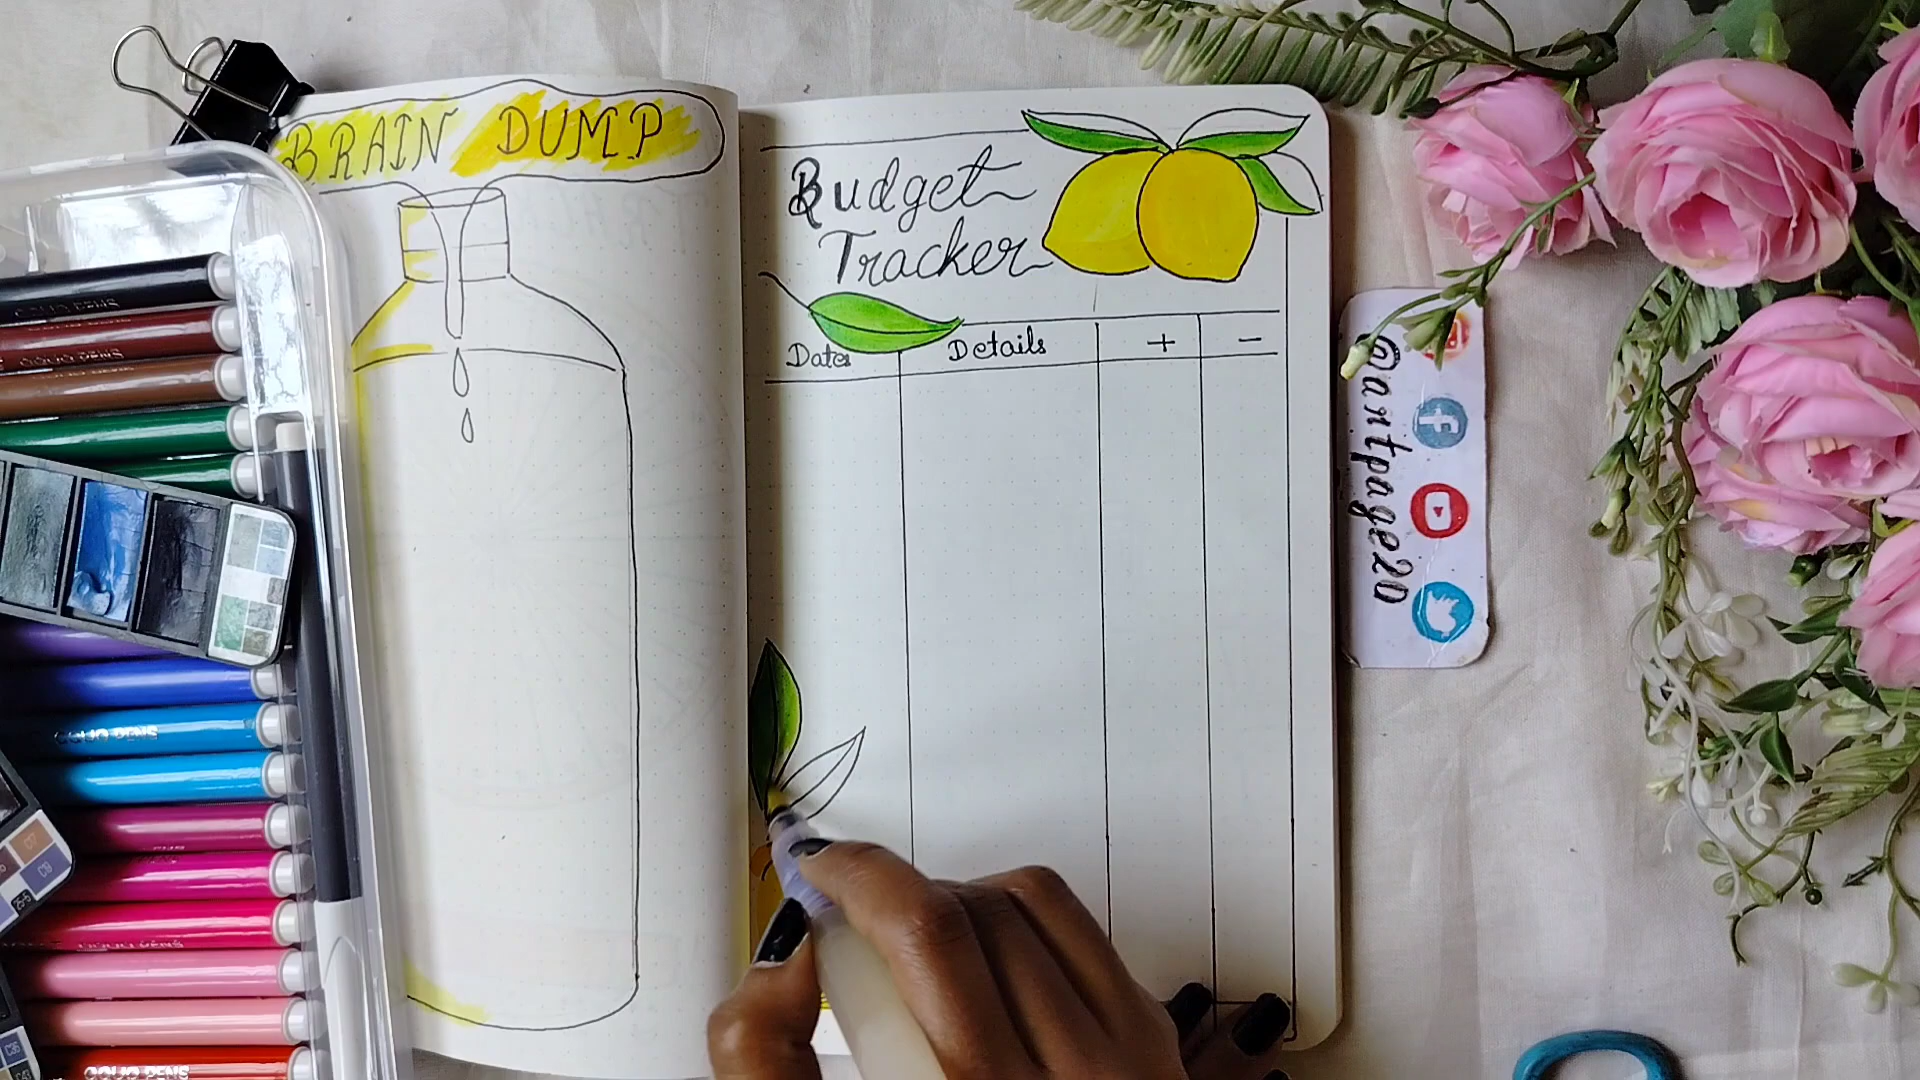 BRAIN DUMP
Budget
Tracker
Date Details + -
@artpage20